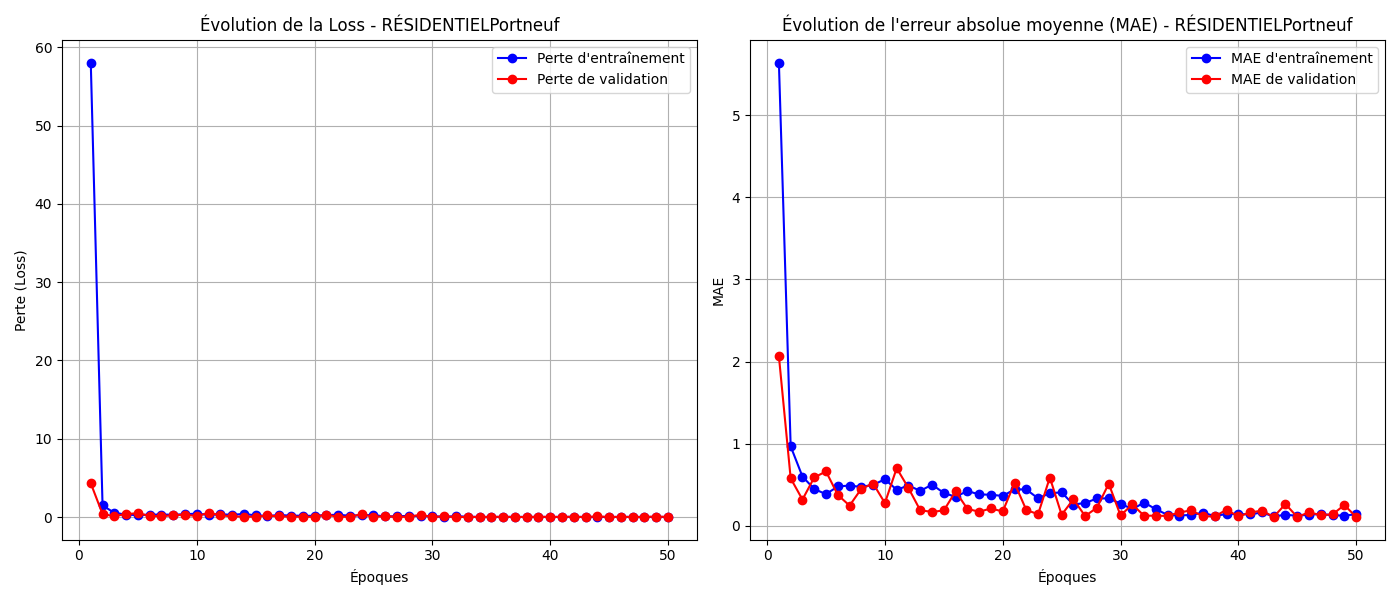 Évolution de la Loss - RÉSIDENTIELPortneuf
60
50
40
30
20
10
0
Perte (Loss)
Perte d'entraînement
Perte de validation
0 10 20 30 40 50
Époques
Évolution de l'erreur absolue moyenne (MAE) - RÉSIDENTIELPortneuf
5
4
3
2
1
0
MAE
MAE d'entraînement
MAE de validation
0 10 20 30 40 50
Époques